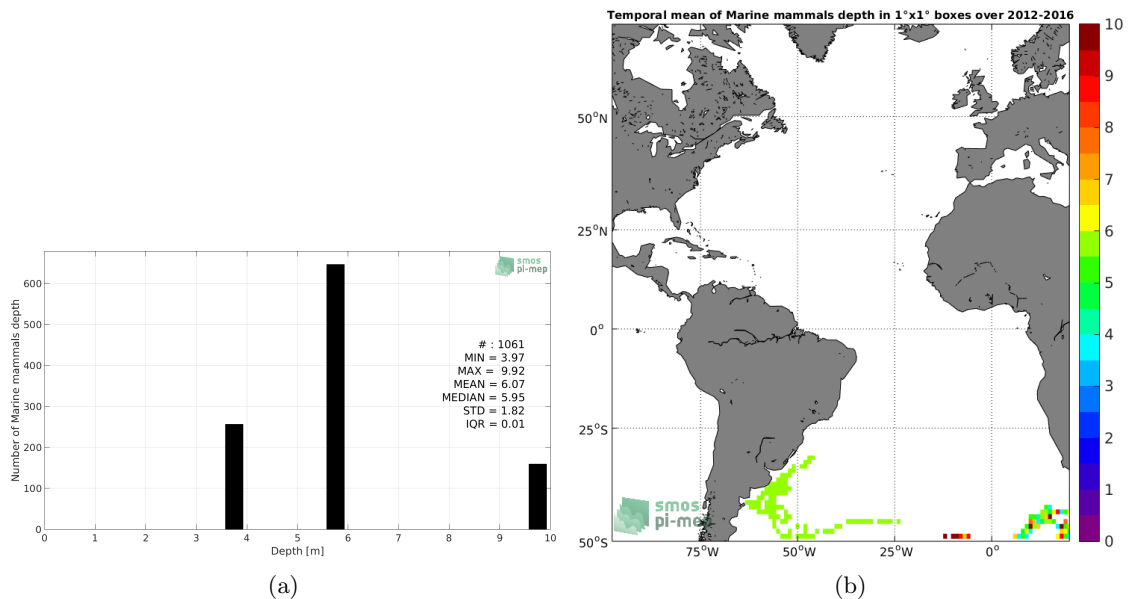 Temporal mean of Marine mammals depth in 1°x1° boxes over 2012-2016
smos
pi-mep
# : 1061
MIN = 3.97
MAX = 9.92
MEAN = 6.07
MEDIAN = 5.95
STD = 1.82
IQR = 0.01
Number of Marine mammals depth
600
500
400
300
200
100
0
0 1 2 3 4 5 6 7 8 9 10
Depth [m]
(a)
50°N
25°N
0°
25°S
50°S
75°W 50°W 25°W 0°
smos
pi-mep
10
9
8
7
6
5
4
3
2
1
0
(b)